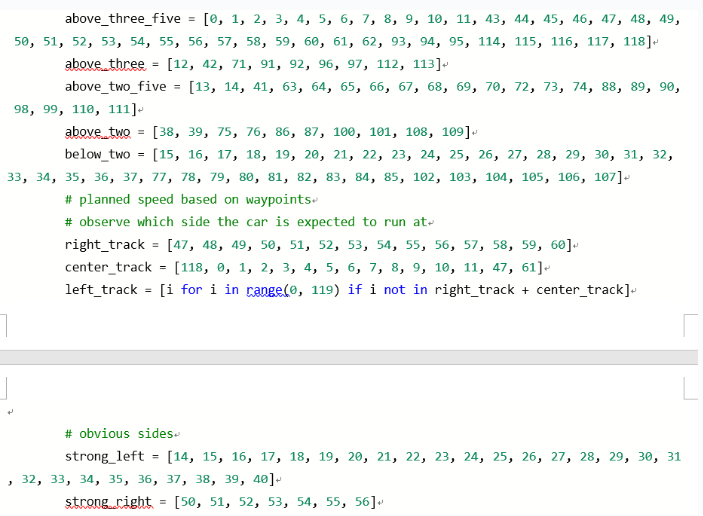 above_three_five = [0, 1, 2, 3, 4, 5, 6, 7, 8, 9, 10, 11, 43, 44, 45, 46, 47, 48, 49,
50, 51, 52, 53, 54, 55, 56, 57, 58, 59, 60, 61, 62, 93, 94, 95, 114, 115, 116, 117, 118]↵
above_three = [12, 42, 71, 91, 92, 96, 97, 112, 113]↵
above_two_five = [13, 14, 41, 63, 64, 65, 66, 67, 68, 69, 70, 72, 73, 74, 88, 89, 90,
98, 99, 110, 111]↵
above_two = [38, 39, 75, 76, 86, 87, 100, 101, 108, 109]↵
below_two = [15, 16, 17, 18, 19, 20, 21, 22, 23, 24, 25, 26, 27, 28, 29, 30, 31, 32,
33, 34, 35, 36, 37, 77, 78, 79, 80, 81, 82, 83, 84, 85, 102, 103, 104, 105, 106, 107]↵
# planned speed based on waypoints↵
# observe which side the car is expected to run at↵
right_track = [47, 48, 49, 50, 51, 52, 53, 54, 55, 56, 57, 58, 59, 60]↵
center_track = [118, 0, 1, 2, 3, 4, 5, 6, 7, 8, 9, 10, 11, 47, 61]↵
left_track = [i for i in range(0, 119) if i not in right_track + center_track]↵
↵
# obvious sides↵
strong_left = [14, 15, 16, 17, 18, 19, 20, 21, 22, 23, 24, 25, 26, 27, 28, 29, 30, 31
, 32, 33, 34, 35, 36, 37, 38, 39, 40]↵
strong_right = [50, 51, 52, 53, 54, 55, 56]↵